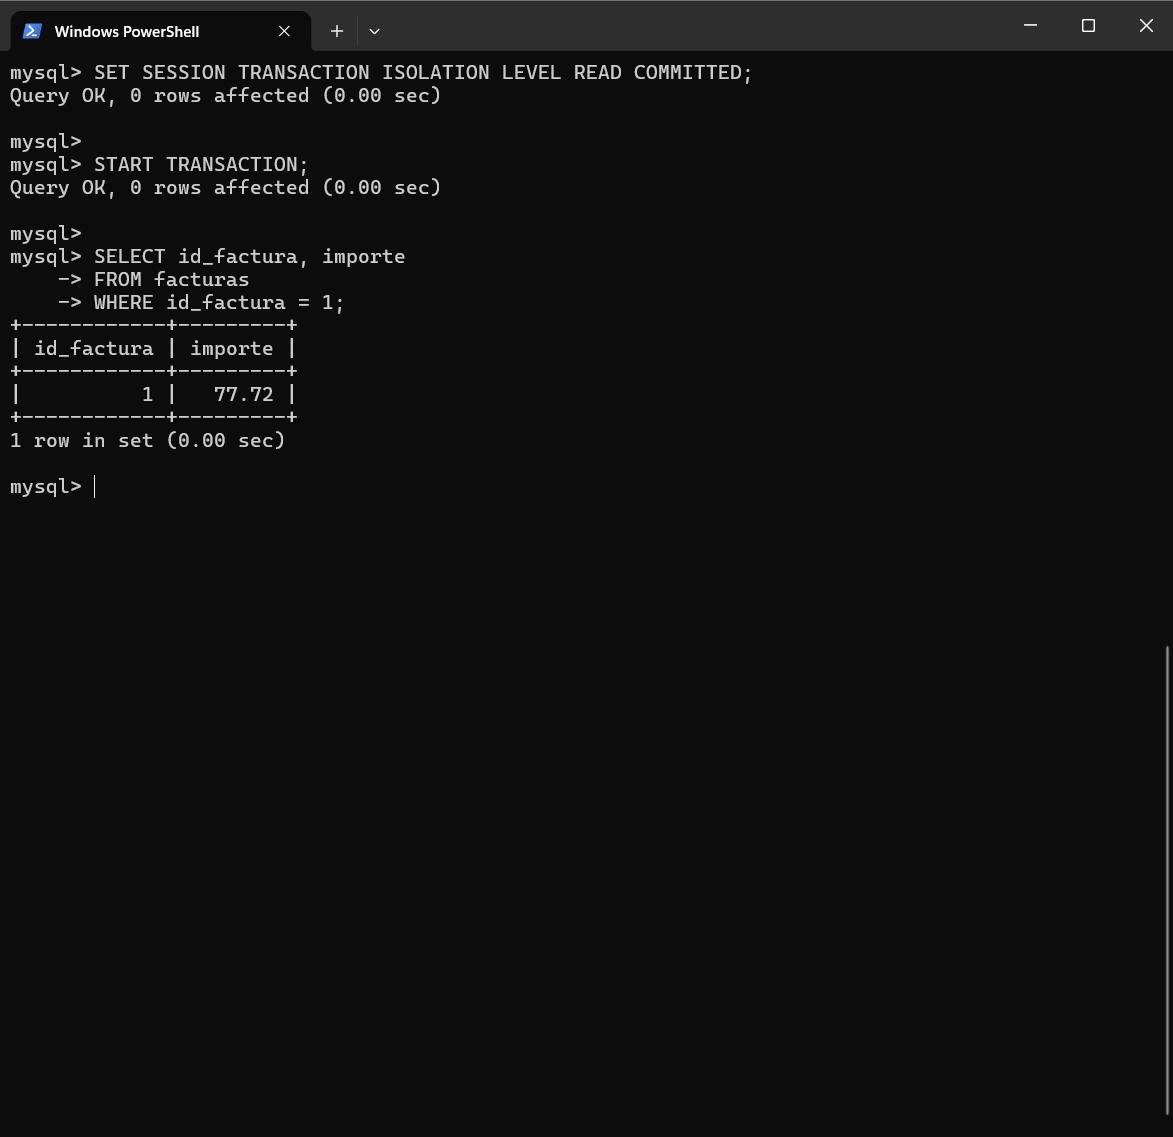 Windows PowerShell
mysql> SET SESSION TRANSACTION ISOLATION LEVEL READ COMMITTED;
Query OK, 0 rows affected (0.00 sec)
mysql>
mysql> START TRANSACTION;
Query OK, 0 rows affected (0.00 sec)
mysql>
mysql> SELECT id_factura, importe
    -> FROM facturas
    -> WHERE id_factura = 1;
+------------+---------+
| id_factura | importe |
+------------+---------+
|          1 |   77.72 |
+------------+---------+
1 row in set (0.00 sec)
mysql>